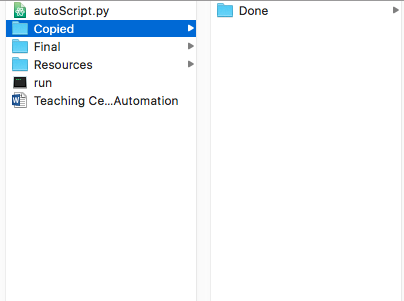 autoScript.py
Copied
Final
Resources
run
Teaching Ce...Automation
Done